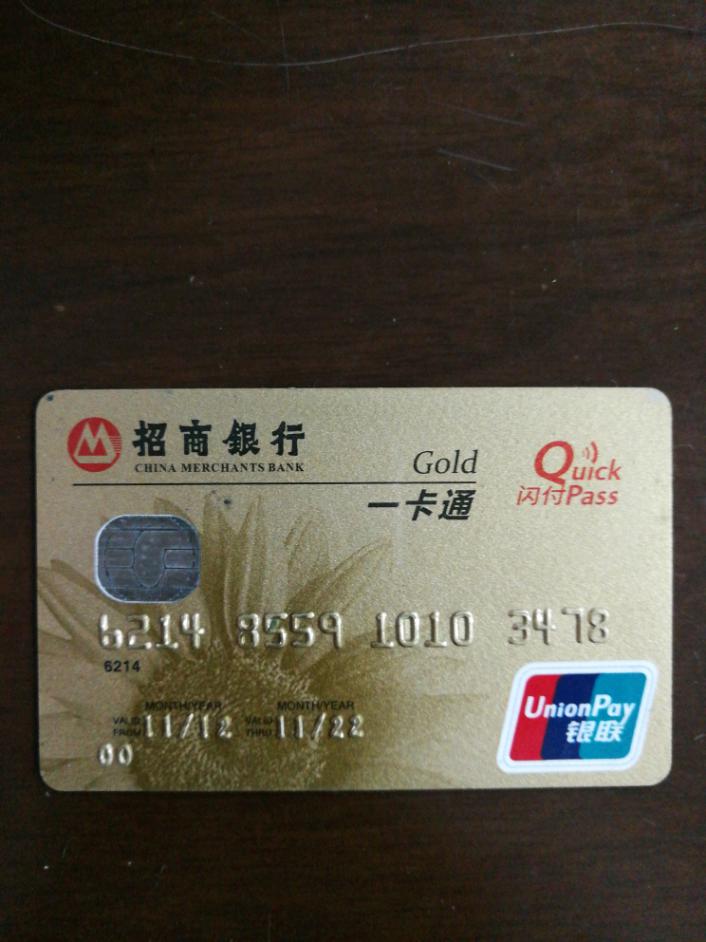 招商銀行
CHINA MERCHANTS BANK
Gold
一卡通
Quick
闪付Pass
6214 8559 1010 3478
6214
MONTH/YEAR MONTH/YEAR
VALID FROM 11/12 VALID THRU 11/22
00
UnionPay
银联